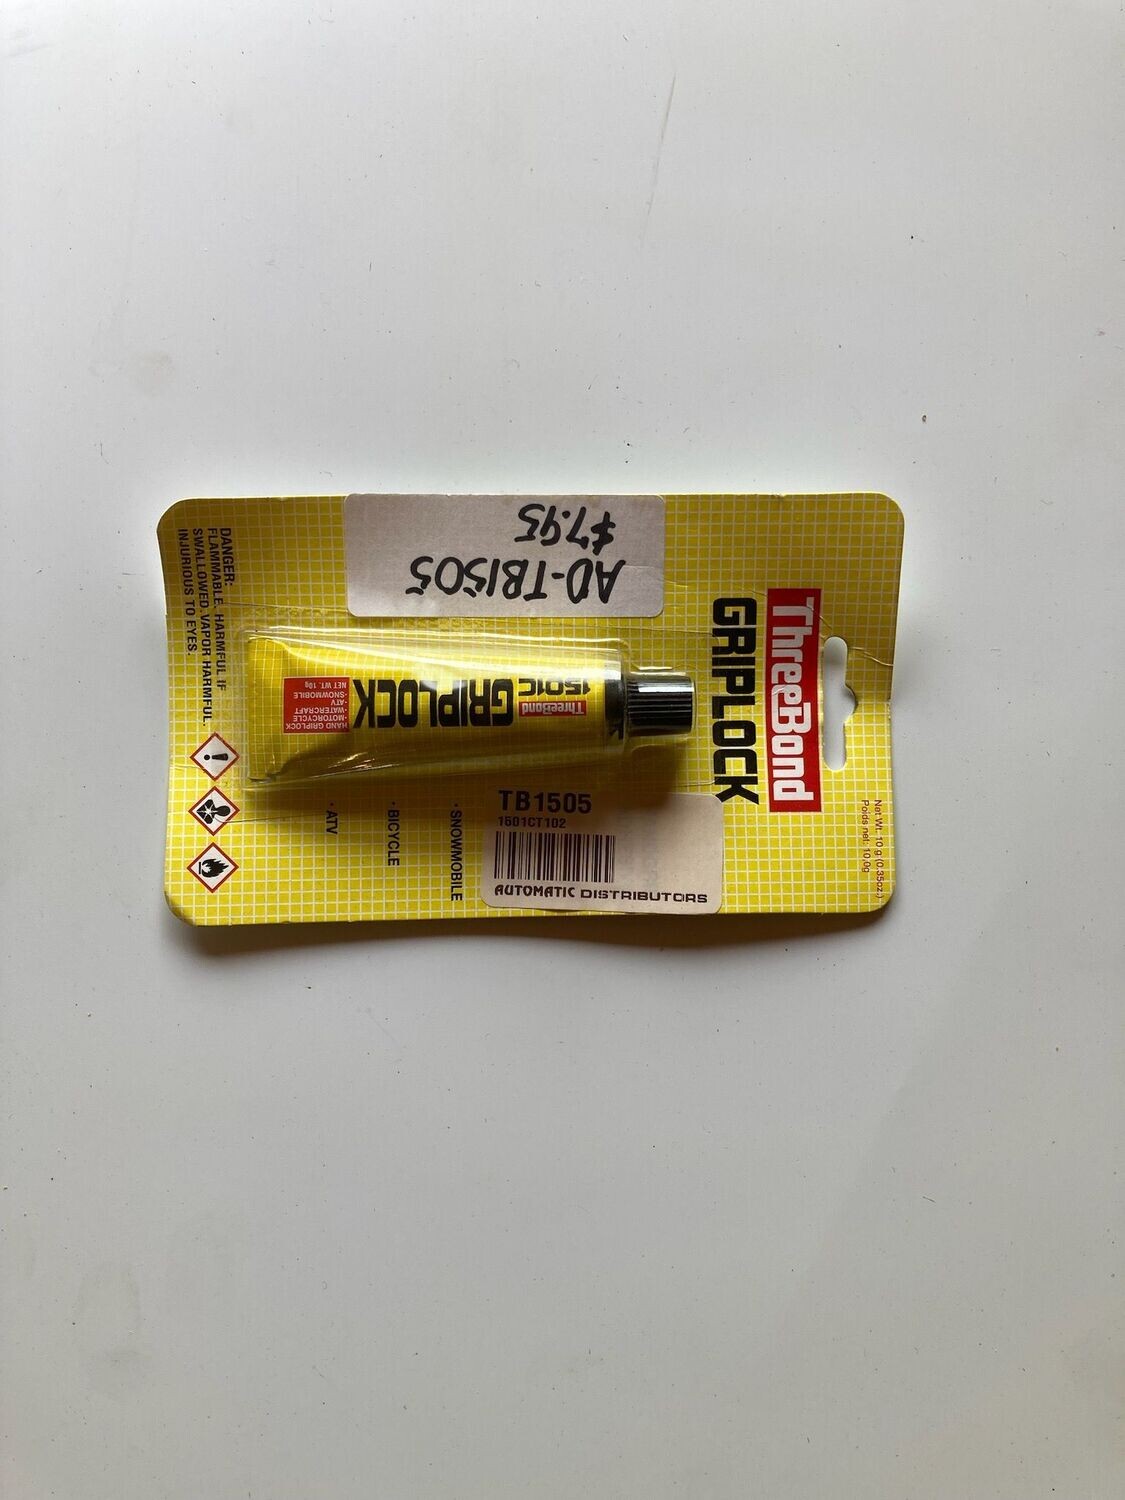 ThreeBond
GRIPLOCK
Net Wt. 10 g (0.35oz.)
Poids net: 10.0g
AD-TB1505
$7.95
ThreeBond
1501C
GRIPLOCK
HAND GRIPLOCK
·MOTORCYCLE
·WATERCRAFT
·ATV
·SNOWMOBILE
NET WT. 10g
TB1505
1501CT102
AUTOMATIC DISTRIBUTORS
· SNOWMOBILE
· BICYCLE
· ATV
DANGER:
FLAMMABLE. HARMFUL IF
SWALLOWED. VAPOR HARMFUL.
INJURIOUS TO EYES.